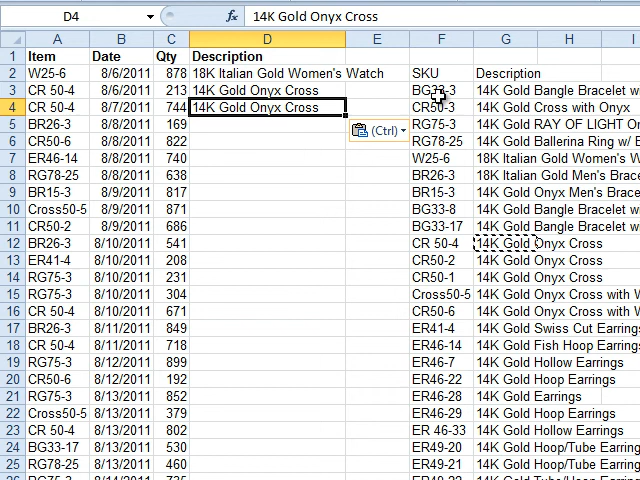 D4 fx 14K Gold Onyx Cross
A B C D E F G H I
1 Item Date Qty Description
2 W25-6 8/6/2011 878 18K Italian Gold Women's Watch SKU Description
3 CR 50-4 8/6/2011 213 14K Gold Onyx Cross 14K Gold Bangle Bracelet wi
4 CR 50-4 8/7/2011 744 14K Gold Onyx Cross CR50-3 14K Gold Cross with Onyx
5 BR26-3 8/8/2011 169 (Ctrl) RG75-3 14K Gold RAY OF LIGHT On
6 CR50-6 8/8/2011 822 RG78-25 14K Gold Ballerina Ring w/ E
7 ER46-14 8/8/2011 740 W25-6 18K Italian Gold Women's W
8 RG78-25 8/8/2011 638 BR26-3 18K Italian Gold Men's Brace
9 BR15-3 8/9/2011 817 BR15-3 14K Gold Onyx Men's Brace
10 Cross50-5 8/9/2011 871 BG33-8 14K Gold Bangle Bracelet wi
11 CR50-2 8/9/2011 686 BG33-17 14K Gold Bangle Bracelet wi
12 BR26-3 8/10/2011 541 CR 50-4 14K Gold Onyx Cross
13 ER41-4 8/10/2011 208 CR50-2 14K Gold Onyx Cross
14 RG75-3 8/10/2011 231 CR50-1 14K Gold Onyx Cross
15 RG75-3 8/10/2011 304 Cross50-5 14K Gold Onyx Cross with W
16 CR 50-4 8/10/2011 671 CR50-6 14K Gold Onyx Cross
17 BR26-3 8/11/2011 849 ER41-4 14K Gold Swiss Cut Earring
18 CR 50-4 8/11/2011 718 ER46-14 14K Gold Fish Hoop Earring
19 RG75-3 8/12/2011 899 ER46-7 14K Gold Hollow Earrings
20 CR50-6 8/12/2011 192 ER46-22 14K Gold Hoop Earrings
21 RG75-3 8/13/2011 852 ER46-28 14K Gold Earrings
22 Cross50-5 8/13/2011 379 ER46-29 14K Gold Hoop Earrings
23 CR 50-4 8/13/2011 802 ER 46-33 14K Gold Hollow Earrings
24 BG33-17 8/13/2011 530 ER49-20 14K Gold Hoop/Tube Earring
25 RG78-25 8/13/2011 460 ER49-21 14K Gold Hoop/Tube Earring